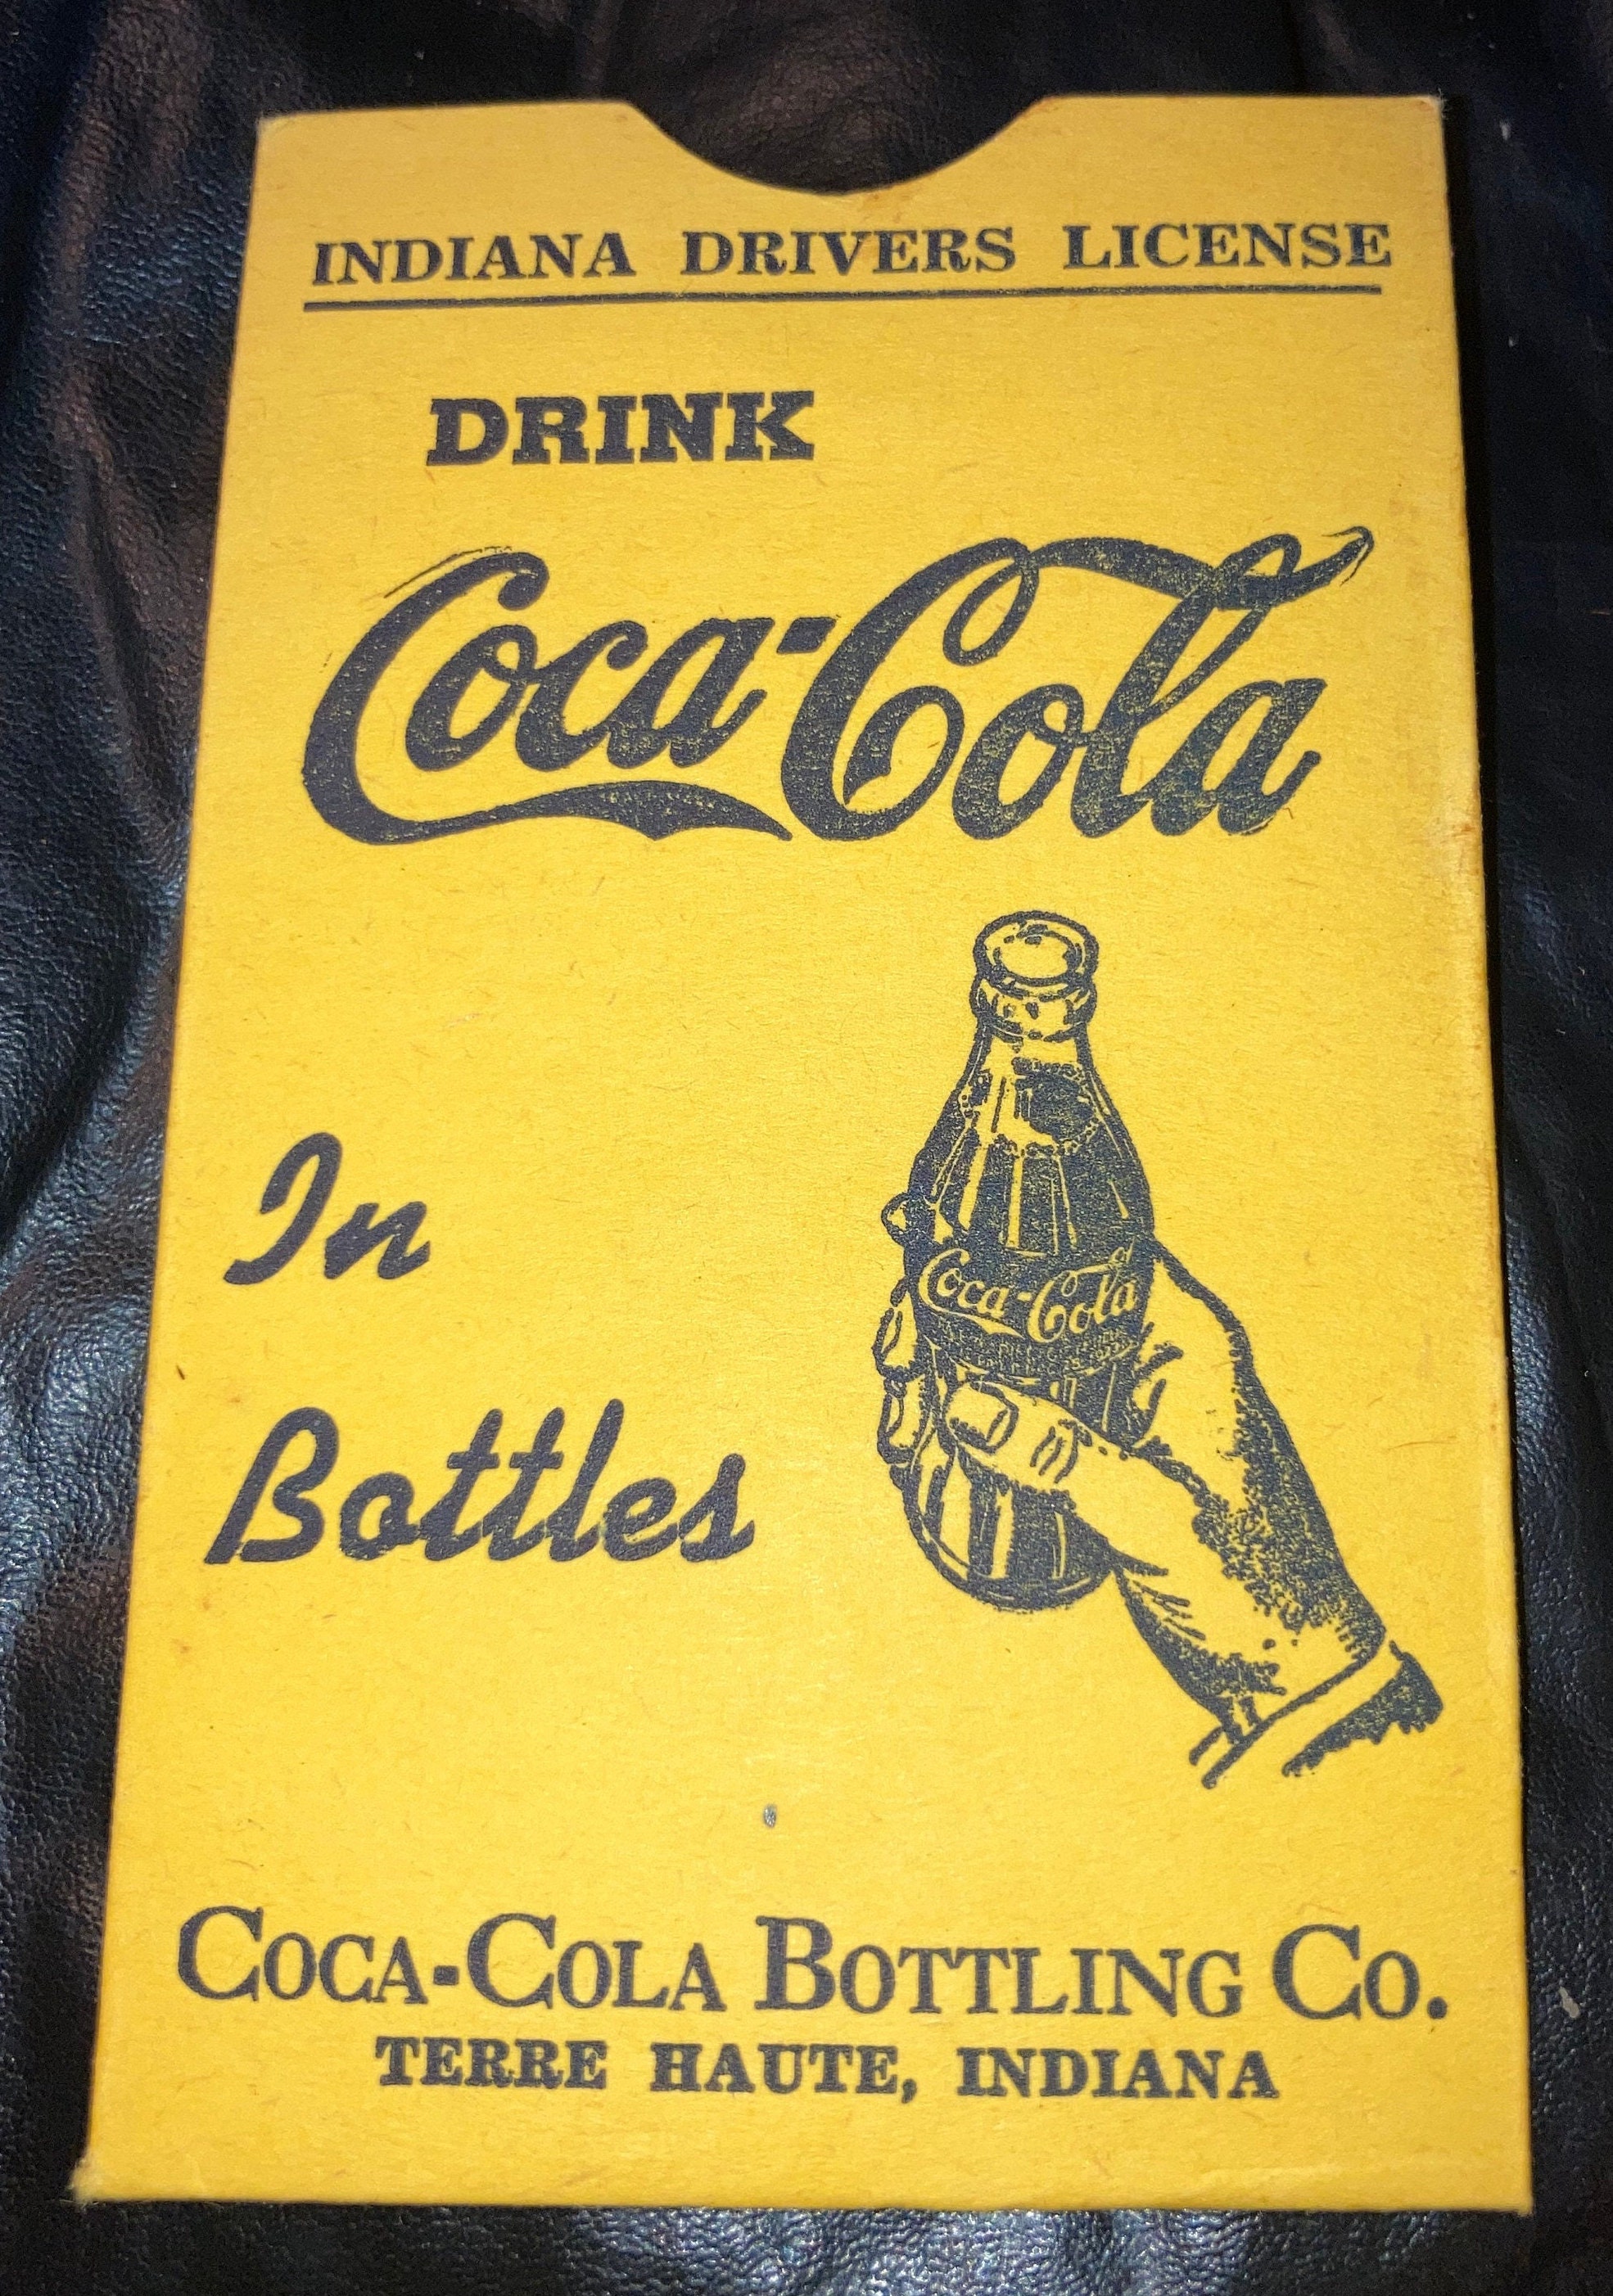 INDIANA DRIVERS LICENSE
DRINK
Coca-Cola
In
Bottles
Coca-Cola
COCA-COLA BOTTLING CO.
TERRE HAUTE, INDIANA